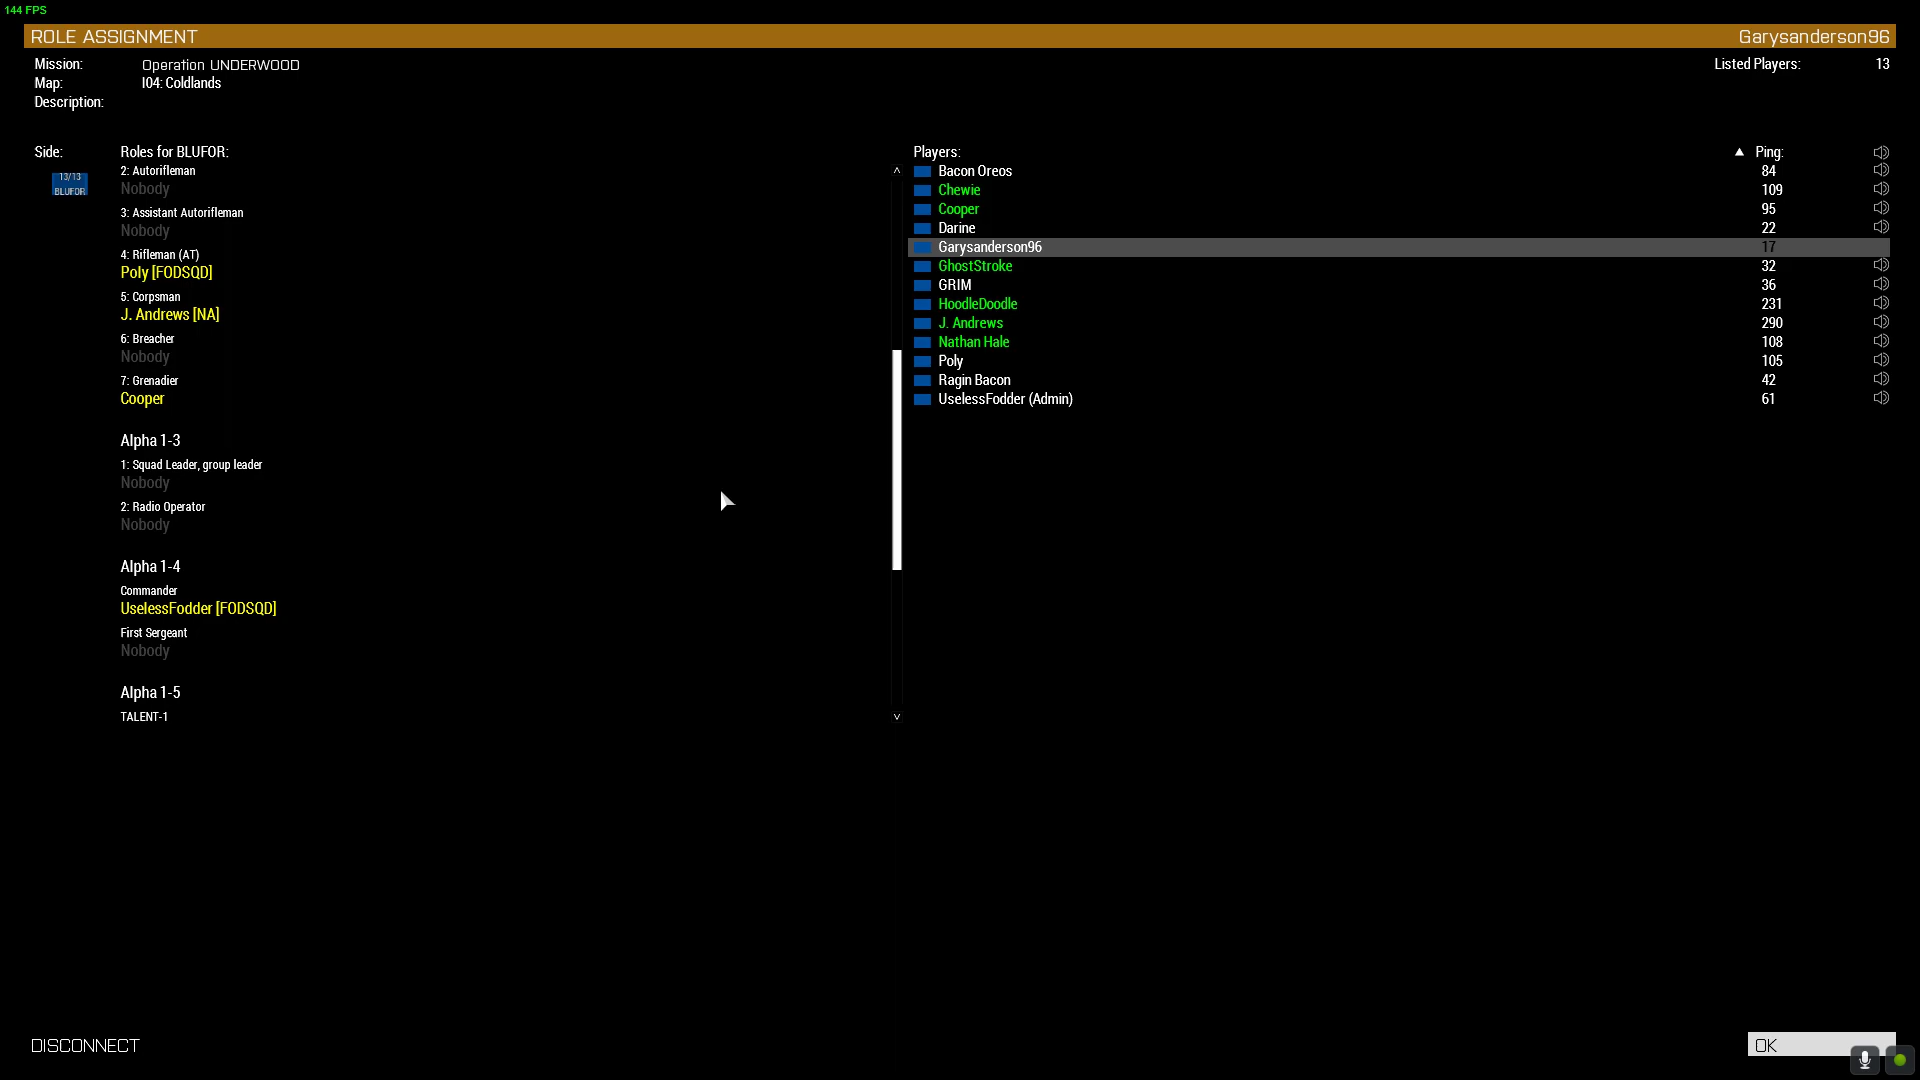 144 FPS
ROLE ASSIGNMENT Garysanderson96
Mission: Operation UNDERWOOD Listed Players: 13
Map: I04: Coldlands
Description:
Side: Roles for BLUFOR: Players: ▲ Ping:
13/13
BLUFOR
2: Autorifleman
Nobody
3: Assistant Autorifleman
Nobody
4: Rifleman (AT)
Poly [FODSQD]
5: Corpsman
J. Andrews [NA]
6: Breacher
Nobody
7: Grenadier
Cooper
Alpha 1-3
1: Squad Leader, group leader
Nobody
2: Radio Operator
Nobody
Alpha 1-4
Commander
UselessFodder [FODSQD]
First Sergeant
Nobody
Alpha 1-5
TALENT-1
Bacon Oreos 84
Chewie 109
Cooper 95
Darine 22
Garysanderson96 17
GhostStroke 32
GRIM 36
HoodleDoodle 231
J. Andrews 290
Nathan Hale 108
Poly 105
Ragin Bacon 42
UselessFodder (Admin) 61
DISCONNECT OK